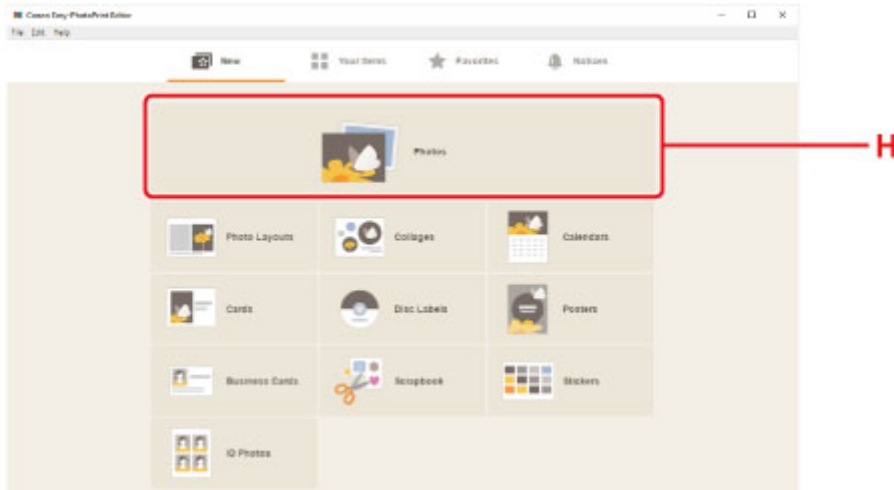 Canon Easy-PhotoPrint Editor
File Edit Help
New Your Items Favorites Notices
Photos
H
Photo Layouts Collages Calendars
Cards Disc Labels Posters
Business Cards Scrapbook Stickers
ID Photos